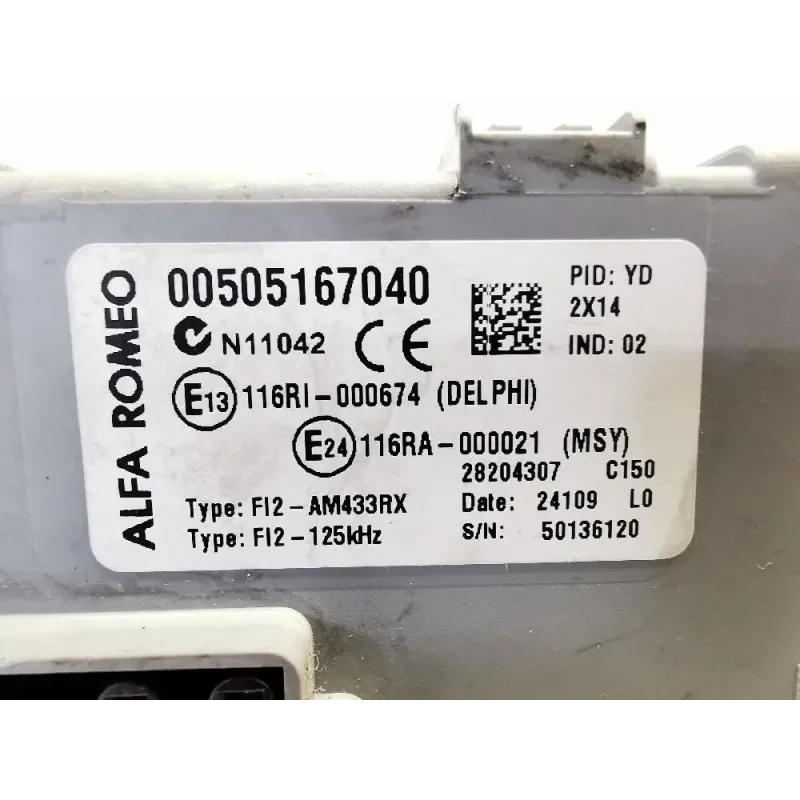 ALFA ROMEO
00505167040
PID: YD
2X14
N11042 CE
IND: 02
E13 116RI-000674 (DELPHI)
E24 116RA-000021 (MSY)
28204307 C150
Type: FI2-AM433RX
Date: 24109 L0
Type: FI2-125kHz
S/N: 50136120